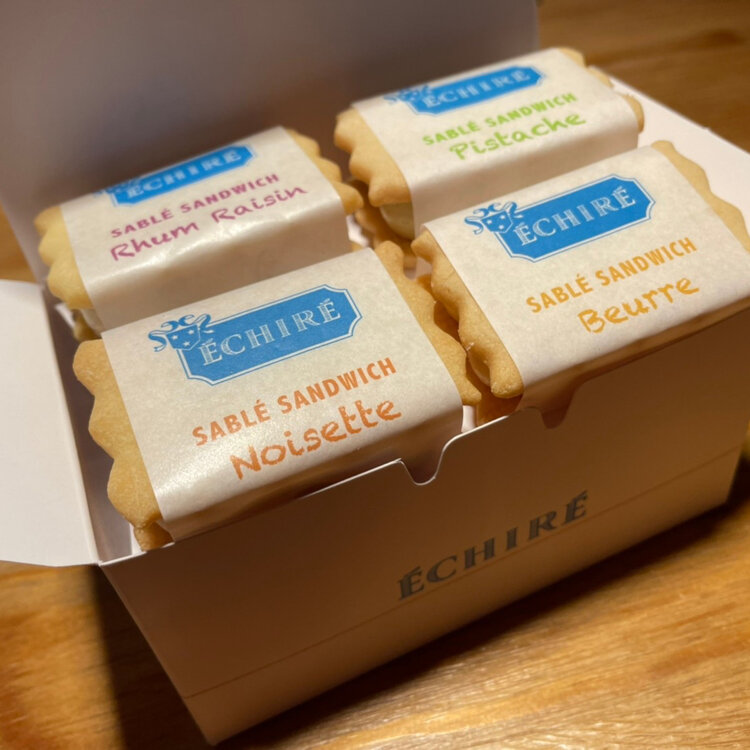 ÉCHIRÉ
SABLÉ SANDWICH
Pistache
ÉCHIRÉ
SABLÉ SANDWICH
Rhum Raisin
ÉCHIRÉ
SABLÉ SANDWICH
Beurre
ÉCHIRÉ
SABLÉ SANDWICH
Noisette
ÉCHIRÉ